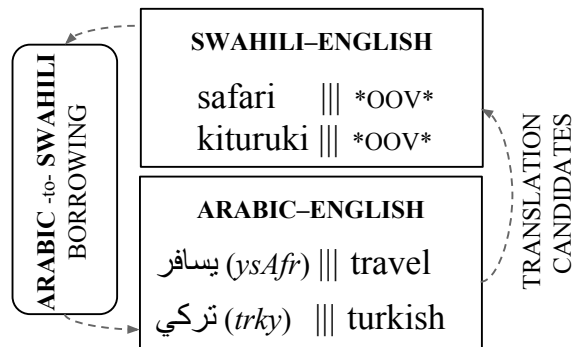 ARABIC -to- SWAHILI
BORROWING
SWAHILI–ENGLISH
safari ||| *OOV*
kituruki ||| *OOV*
ARABIC–ENGLISH
يسافر (ysAfr) ||| travel
تركي (trky) ||| turkish
TRANSLATION
CANDIDATES